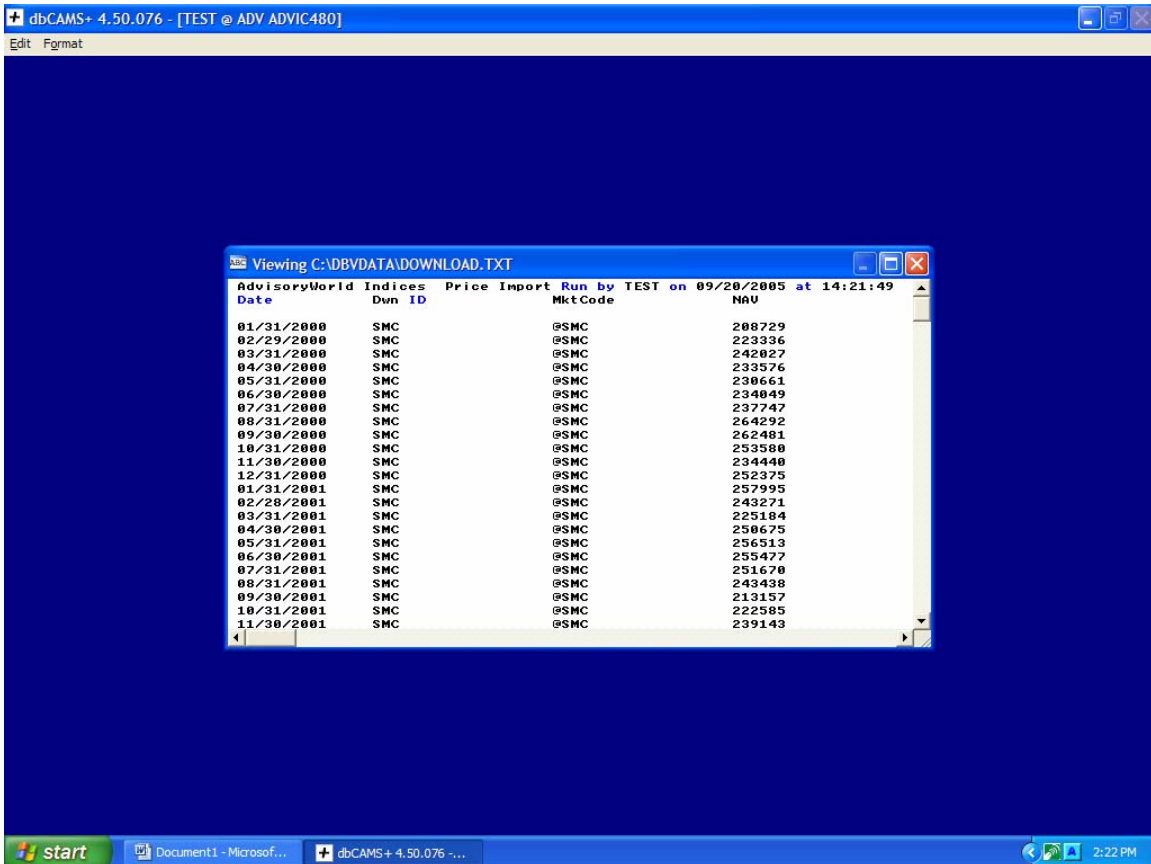 dbCAMS+ 4.50.076 - [TEST @ ADV ADVIC480]
Edit Format
Viewing C:\DBVDATA\DOWNLOAD.TXT
AdvisoryWorld Indices Price Import Run by TEST on 09/20/2005 at 14:21:49
Date Dwn ID MktCode NAV
01/31/2000 SMC @SMC 208729
02/29/2000 SMC @SMC 223336
03/31/2000 SMC @SMC 242027
04/30/2000 SMC @SMC 233576
05/31/2000 SMC @SMC 230661
06/30/2000 SMC @SMC 234049
07/31/2000 SMC @SMC 237747
08/31/2000 SMC @SMC 264292
09/30/2000 SMC @SMC 262481
10/31/2000 SMC @SMC 253580
11/30/2000 SMC @SMC 234440
12/31/2000 SMC @SMC 252375
01/31/2001 SMC @SMC 257995
02/28/2001 SMC @SMC 243271
03/31/2001 SMC @SMC 225184
04/30/2001 SMC @SMC 250675
05/31/2001 SMC @SMC 256513
06/30/2001 SMC @SMC 255477
07/31/2001 SMC @SMC 251670
08/31/2001 SMC @SMC 243438
09/30/2001 SMC @SMC 213157
10/31/2001 SMC @SMC 222585
11/30/2001 SMC @SMC 239143
start Document1 - Microsof... dbCAMS+ 4.50.076 -... A 2:22 PM